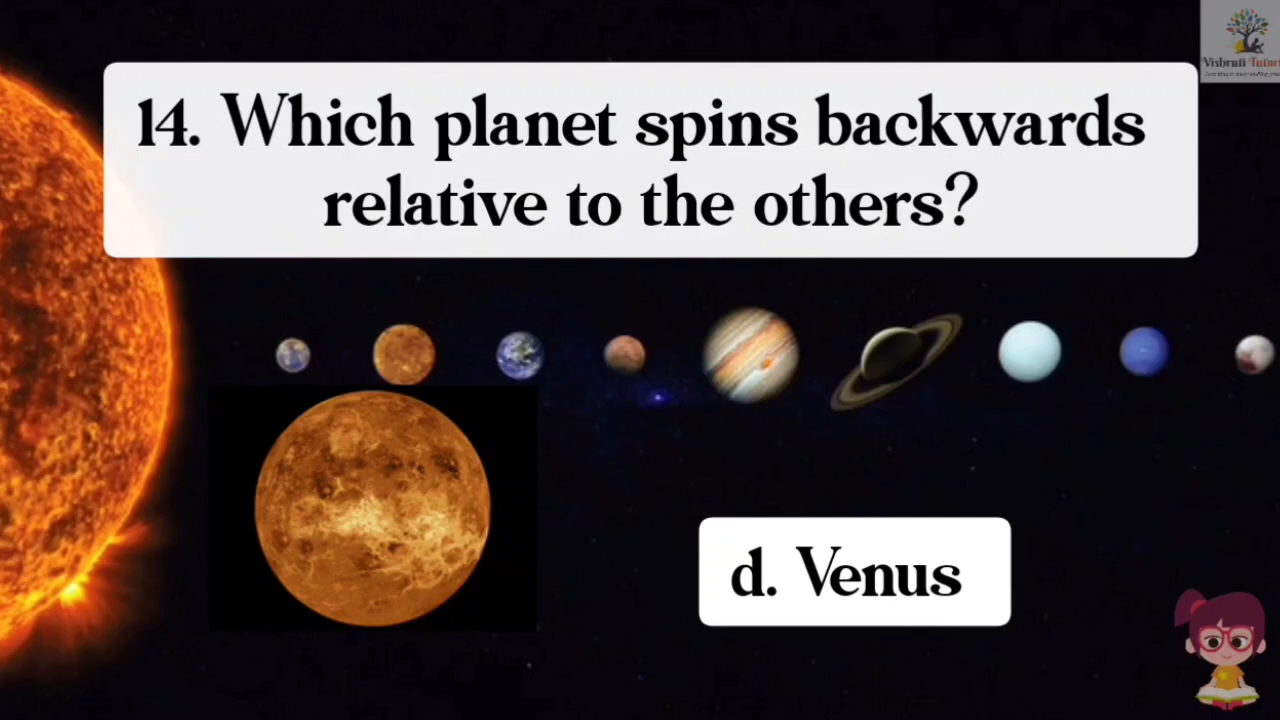 14. Which planet spins backwards
relative to the others?
d. Venus